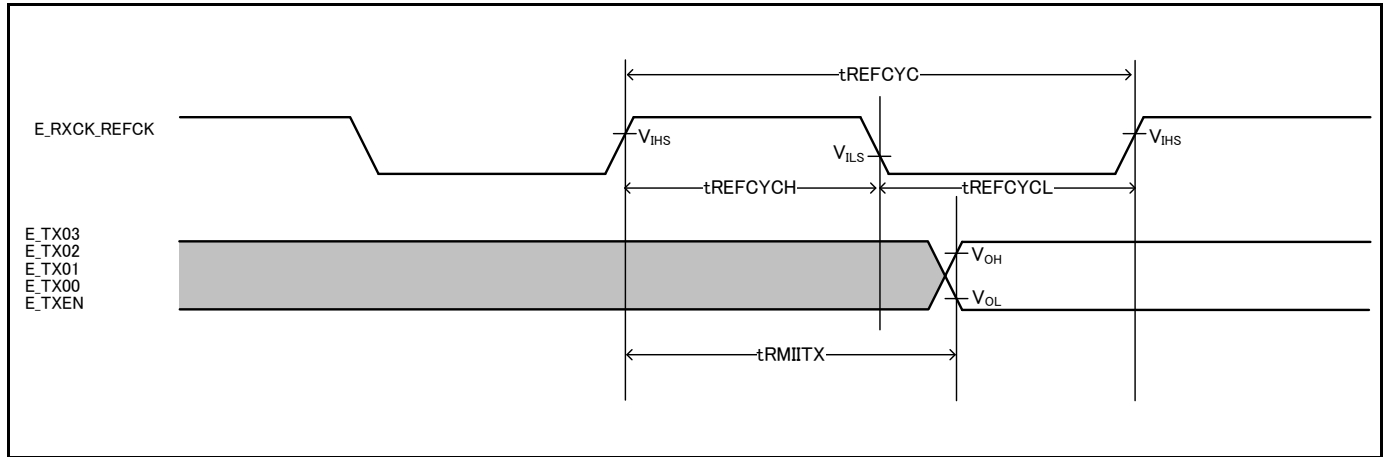 tREFCYC
E_RXCK_REFCK
VIHS
VILS
VIHS
tREFCYCH
tREFCYCL
E_TX03
E_TX02
E_TX01
E_TX00
E_TXEN
VOH
VOL
tRMIITX